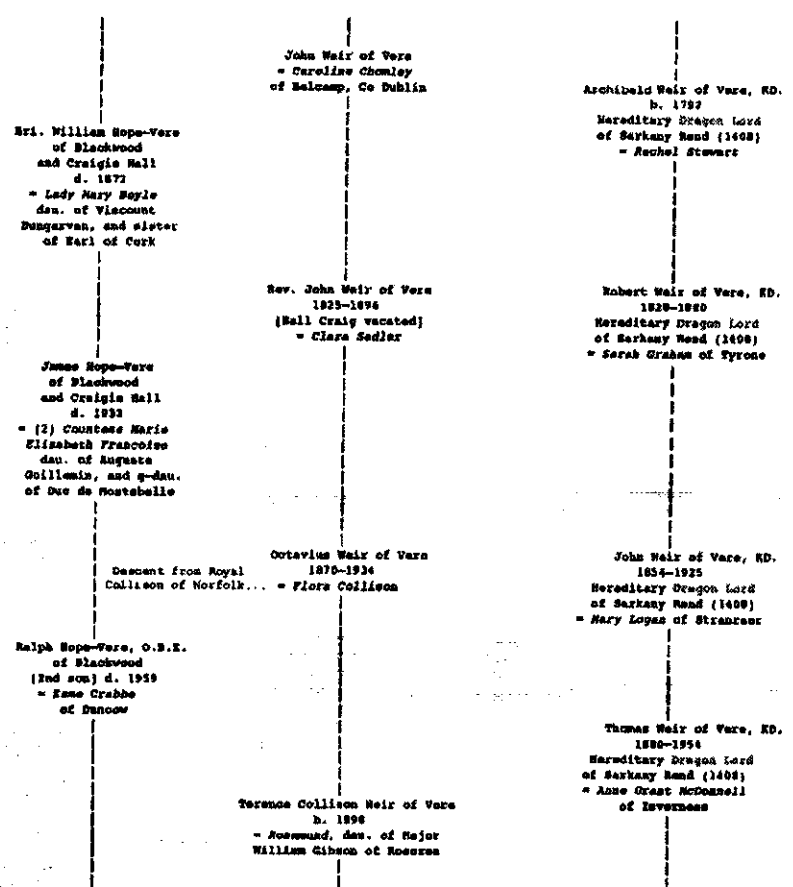 John Weir of Vere
= Caroline Chomley
of Belcamp, Co Dublin
Archibald Weir of Vere, KD.
b. 1792
Hereditary Dragon Lord
of Sarkany Rend (1408)
= Rachel Stewart
Bri. William Hope-Vere
of Blackwood
and Craigie Hall
d. 1872
= Lady Mary Boyle
dau. of Viscount
Dungarvan, and sister
of Earl of Cork
Rev. John Weir of Vere
1825-1896
[Hall Craig vacated]
= Clara Sadler
Robert Weir of Vere, KD.
1820-1880
Hereditary Dragon Lord
of Sarkany Rend (1408)
= Sarah Graham of Tyrone
James Hope-Vere
of Blackwood
and Craigie Hall
d. 1933
= (2) Countess Marie
Elizabeth Francoise
dau. of Auguste
Guillemin, and g-dau.
of Duc de Montebelle
Descent from Royal
Collison of Norfolk...
Octavius Weir of Vere
1870-1934
= Flora Collison
John Weir of Vere, KD.
1854-1925
Hereditary Dragon Lord
of Sarkany Rend (1408)
= Mary Logan of Stranraer
Ralph Hope-Vere, O.B.E.
of Blackwood
[2nd son] d. 1959
= Crabbe
of Duncow
Thomas Weir of Vere, KD.
1880-1954
Hereditary Dragon Lord
of Sarkany Rend (1408)
= Anne Grant McDonnell
of Inverness
Terence Collison Weir of Vere
b. 1898
= Rosemund, dau. of Major
William Gibson of Roscrea